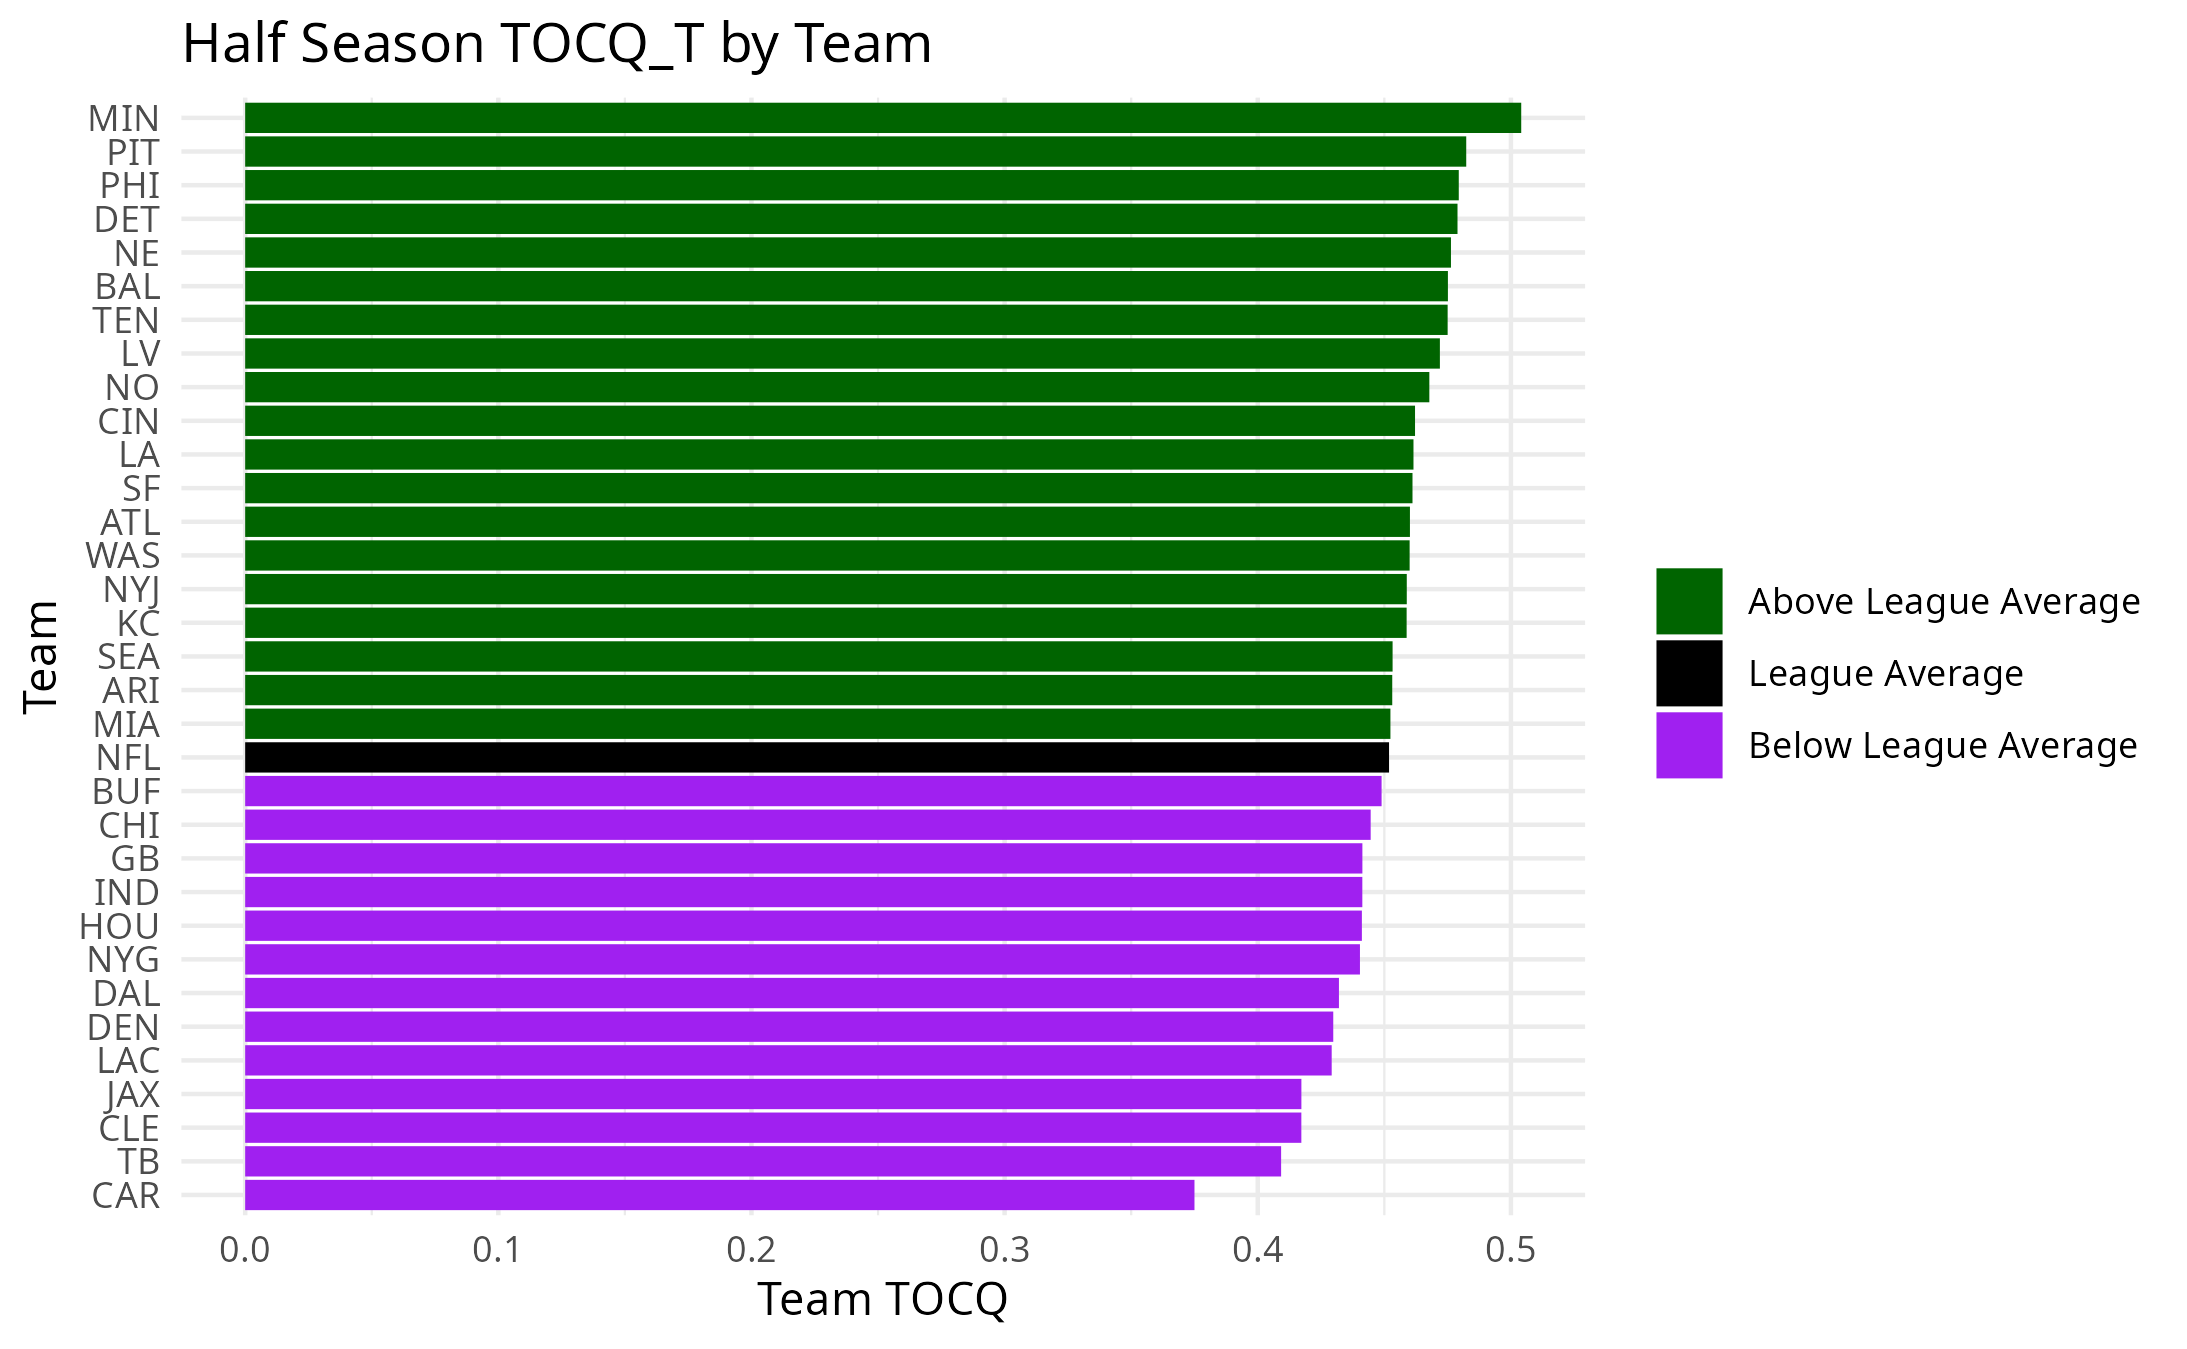 Half Season TOCQ_T by Team
Team
MIN
PIT
PHI
DET
NE
BAL
TEN
LV
NO
CIN
LA
SF
ATL
WAS
NYJ
KC
SEA
ARI
MIA
NFL
BUF
CHI
GB
IND
HOU
NYG
DAL
DEN
LAC
JAX
CLE
TB
CAR
0.0 0.1 0.2 0.3 0.4 0.5
Team TOCQ
Above League Average
League Average
Below League Average